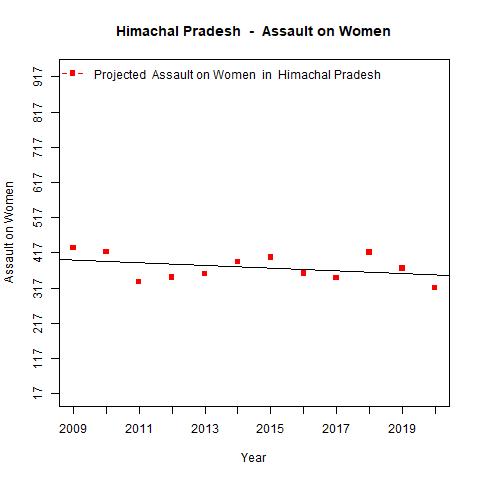 Himachal Pradesh - Assault on Women
Projected Assault on Women in Himachal Pradesh
917
817
717
617
517
417
317
217
117
17
Assault on Women
2009 2011 2013 2015 2017 2019
Year